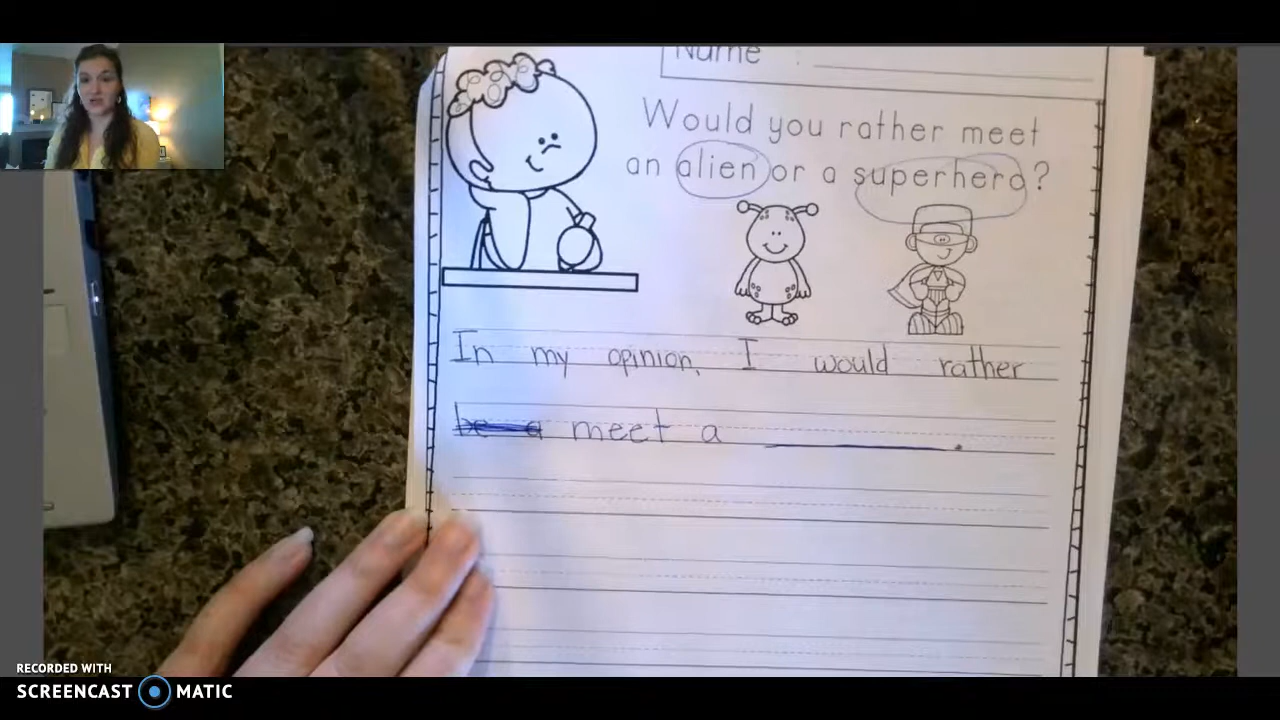 Name :
Would you rather meet
an alien or a superhero?
In my opinion, I would rather
be a meet a ________.
RECORDED WITH
SCREENCAST MATIC